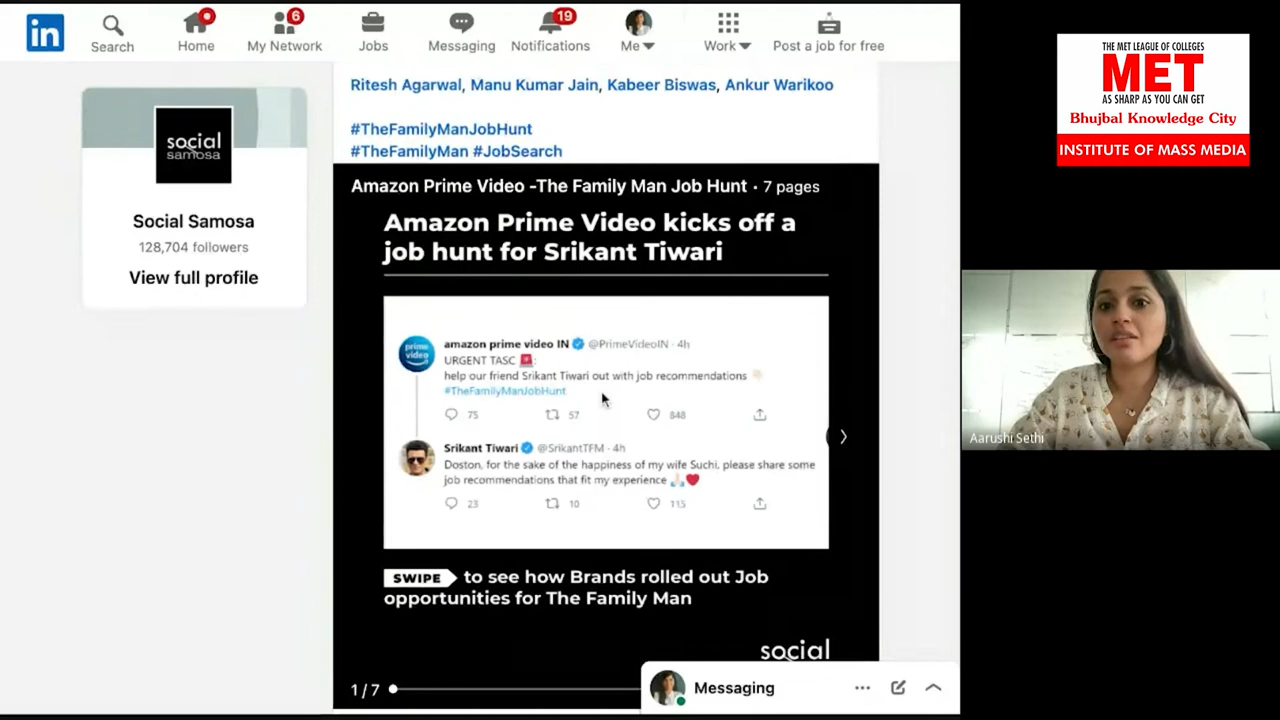 in
Search
Home
6
My Network
Jobs
Messaging
19
Notifications
Me
Work
Post a job for free
THE MET LEAGUE OF COLLEGES
MET
AS SHARP AS YOU CAN GET
Bhujbal Knowledge City
INSTITUTE OF MASS MEDIA
social
samosa
Social Samosa
128,704 followers
View full profile
Ritesh Agarwal, Manu Kumar Jain, Kabeer Biswas, Ankur Warikoo
#TheFamilyManJobHunt
#TheFamilyMan #JobSearch
Amazon Prime Video -The Family Man Job Hunt · 7 pages
Amazon Prime Video kicks off a
job hunt for Srikant Tiwari
prime
video
amazon prime video IN @PrimeVideoIN · 4h
URGENT TASC 🚨:
help our friend Srikant Tiwari out with job recommendations 👇🏻
#TheFamilyManJobHunt
75 57 848
Srikant Tiwari @SrikantTFM · 4h
Doston, for the sake of the happiness of my wife Suchi, please share some
job recommendations that fit my experience 🙏🏻❤️
23 10 115
SWIPE to see how Brands rolled out Job
opportunities for The Family Man
social
1 / 7
Messaging
Aarushi Sethi